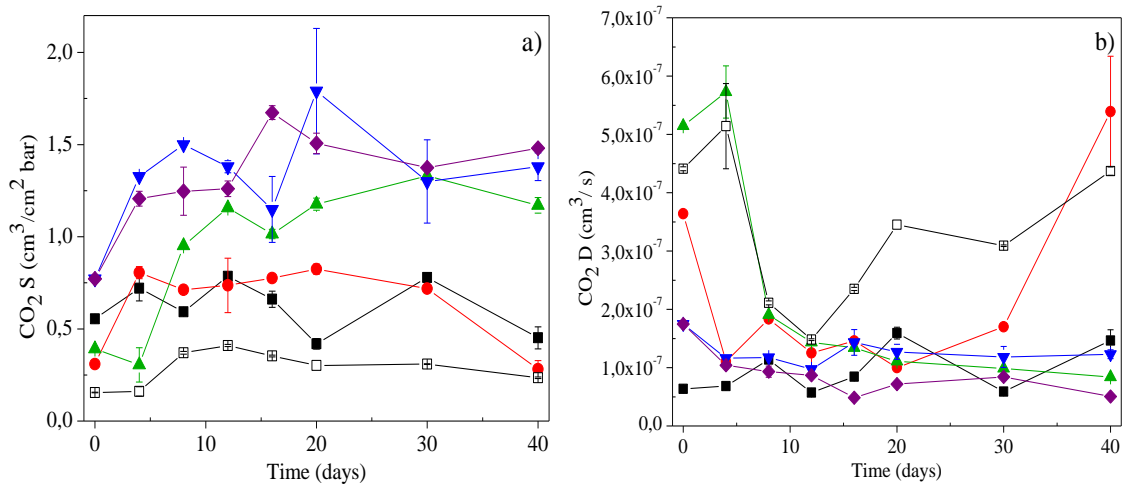 a)
CO2 S (cm³/cm² bar)
2,0
1,5
1,0
0,5
0,0
0 10 20 30 40
Time (days)
b)
CO2 D (cm³/ s)
7,0x10⁻⁷
6,0x10⁻⁷
5,0x10⁻⁷
4,0x10⁻⁷
3,0x10⁻⁷
2,0x10⁻⁷
1,0x10⁻⁷
0,0
0 10 20 30 40
Time (days)